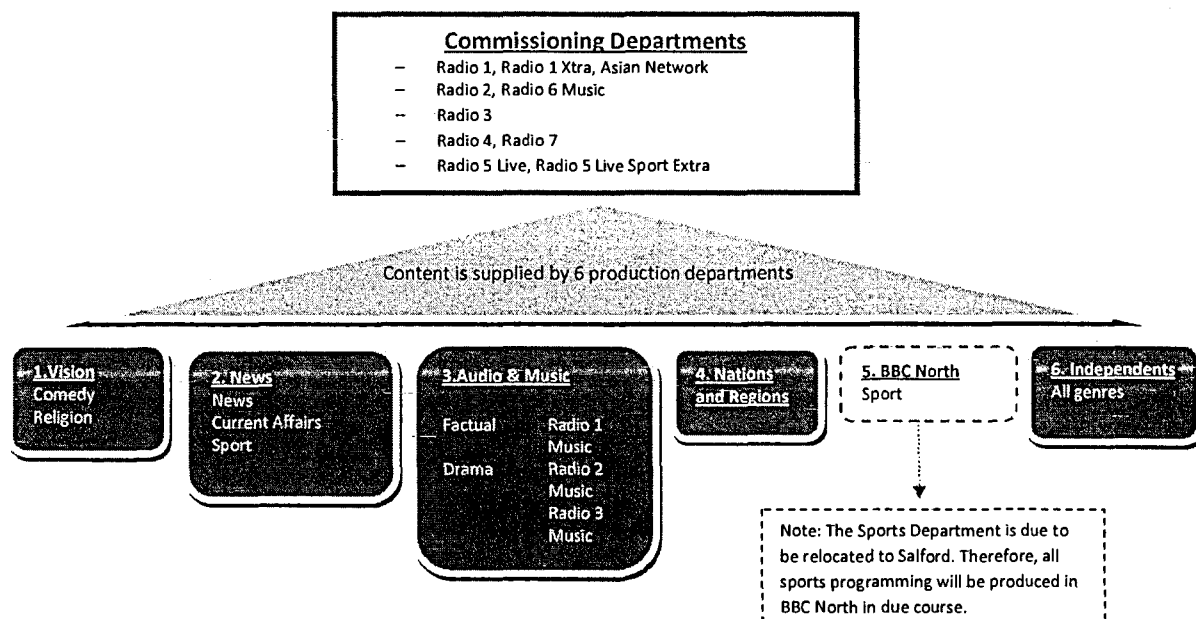 Commissioning Departments
– Radio 1, Radio 1 Xtra, Asian Network
– Radio 2, Radio 6 Music
– Radio 3
– Radio 4, Radio 7
– Radio 5 Live, Radio 5 Live Sport Extra
Content is supplied by 6 production departments
1.Vision
Comedy
Religion
2. News
News
Current Affairs
Sport
3.Audio & Music
Factual Radio 1
Music
Drama Radio 2
Music
Radio 3
Music
4. Nations
and Regions
5. BBC North
Sport
6. Independents
All genres
Note: The Sports Department is due to
be relocated to Salford. Therefore, all
sports programming will be produced in
BBC North in due course.